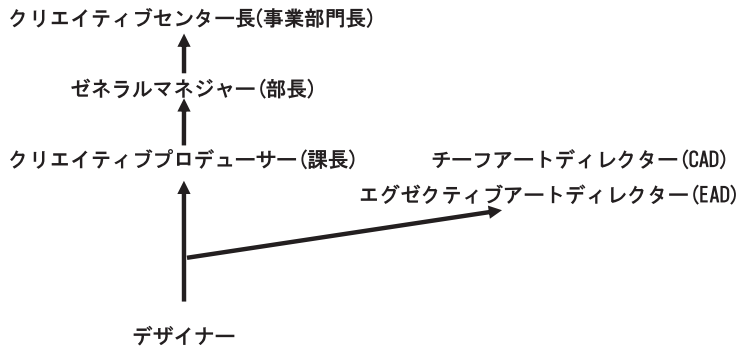 クリエイティブセンター長(事業部門長)
ゼネラルマネジャー(部長)
クリエイティブプロデューサー(課長)
チーフアートディレクター(CAD)
エグゼクティブアートディレクター(EAD)
デザイナー